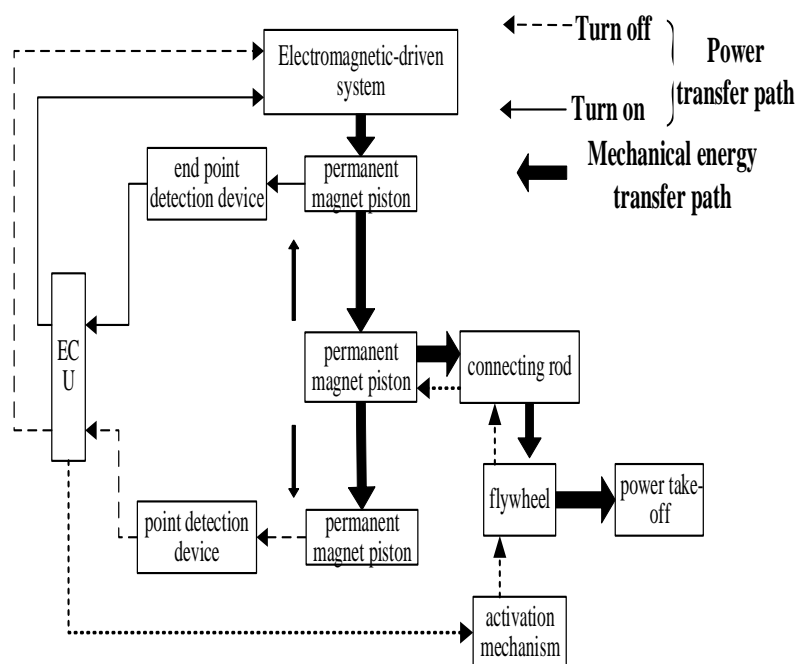 Electromagnetic-driven
system
Turn off
Power
transfer path
Turn on
Mechanical energy
transfer path
end point
detection device
permanent
magnet piston
EC
U
permanent
magnet piston
connecting rod
flywheel
power take-
off
point detection
device
permanent
magnet piston
activation
mechanism